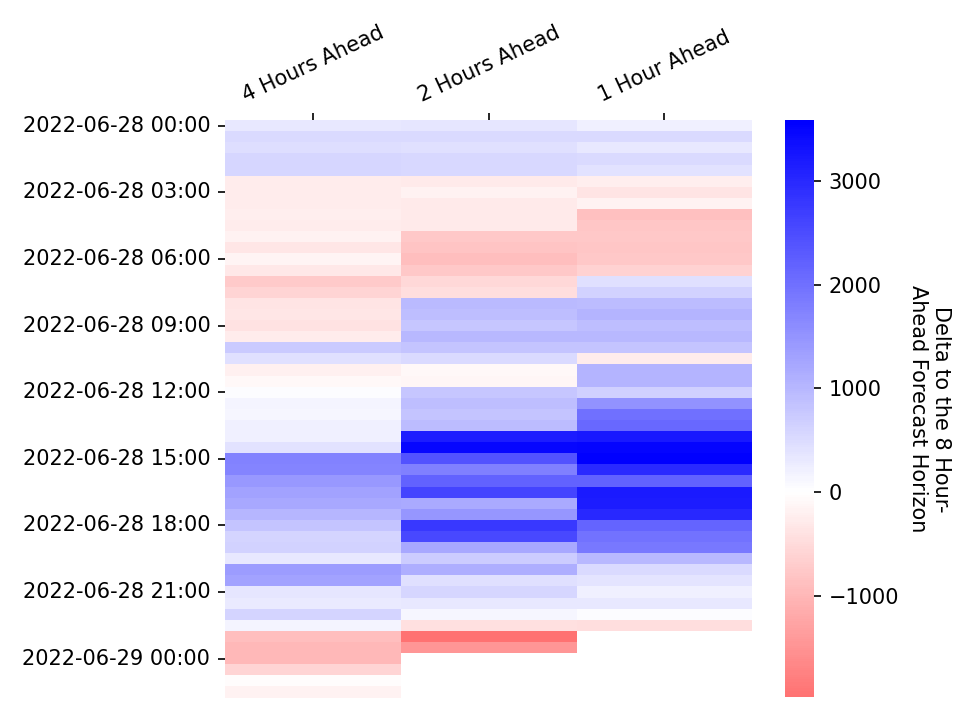 4 Hours Ahead
2 Hours Ahead
1 Hour Ahead
2022-06-28 00:00
2022-06-28 03:00
2022-06-28 06:00
2022-06-28 09:00
2022-06-28 12:00
2022-06-28 15:00
2022-06-28 18:00
2022-06-28 21:00
2022-06-29 00:00
3000
2000
1000
0
−1000
Delta to the 8 Hour-
Ahead Forecast Horizon